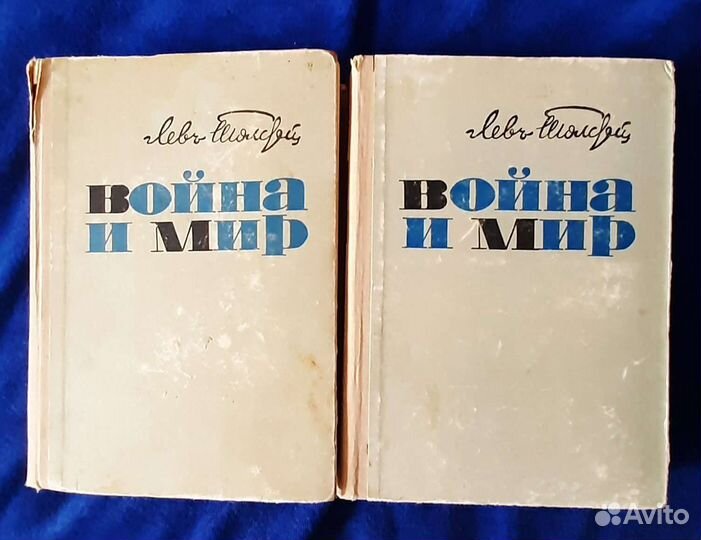 Левъ Толстой
война
и мир
Левъ Толстой
война
и мир
Avito